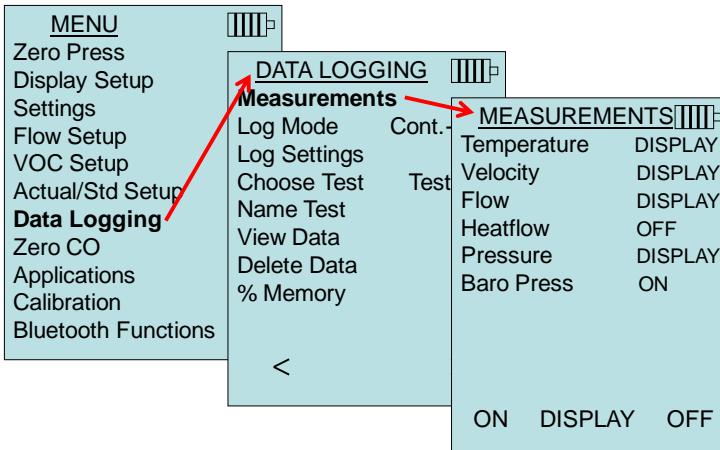 MENU
Zero Press
Display Setup
Settings
Flow Setup
VOC Setup
Actual/Std Setup
Data Logging
Zero CO
Applications
Calibration
Bluetooth Functions
DATA LOGGING
Measurements
Log Mode Cont.-
Log Settings
Choose Test Test
Name Test
View Data
Delete Data
% Memory
<
MEASUREMENTS
Temperature DISPLAY
Velocity DISPLAY
Flow DISPLAY
Heatflow OFF
Pressure DISPLAY
Baro Press ON
ON DISPLAY OFF